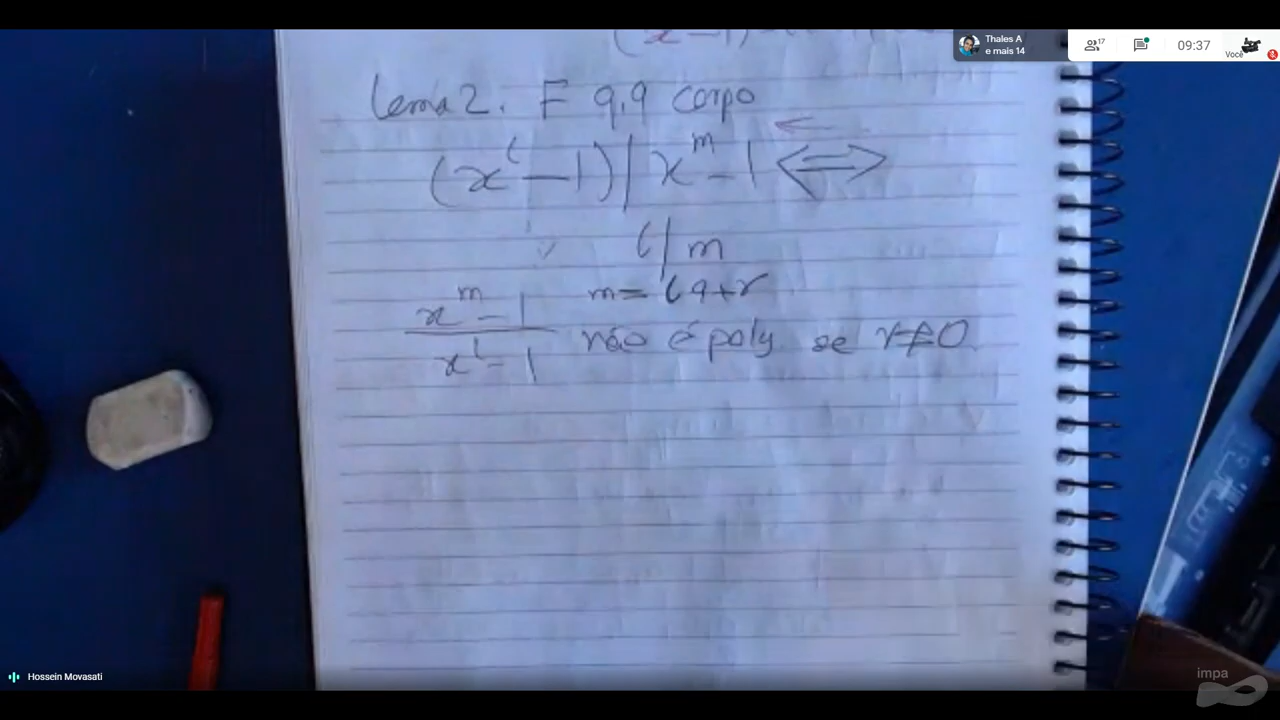 Thales A
e mais 14
17
09:37
Você
Lema 2. F q.q corpo
(x^l - 1) | x^m - 1 <=>
l | m
m = lq + r
x^m - 1 / x^l - 1 não é poly se r ≠ 0
Hossein Movasati
impa